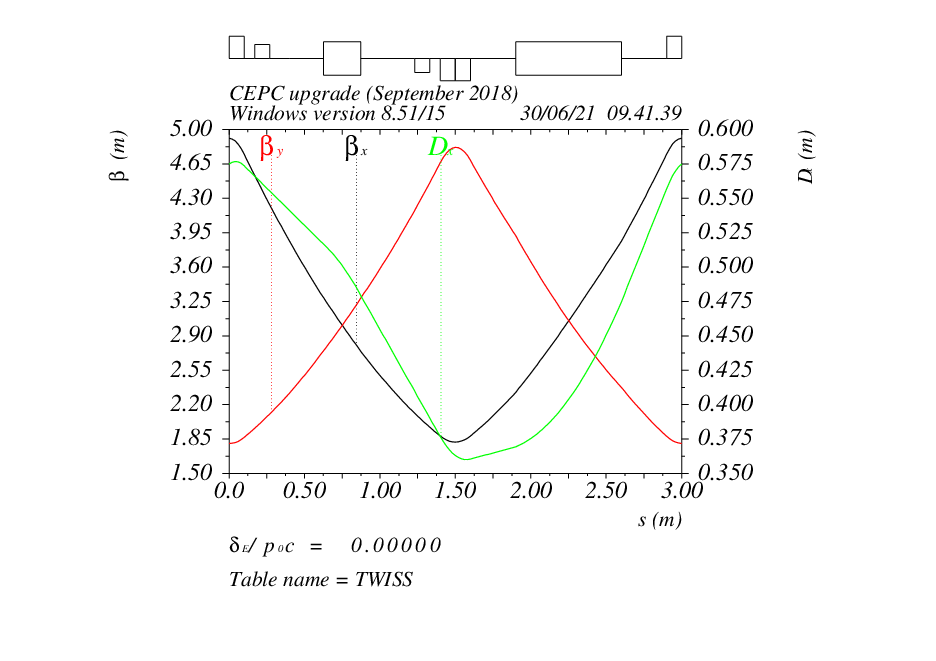 CEPC upgrade (September 2018)
Windows version 8.51/15 30/06/21 09.41.39
β (m)
5.00
4.65
4.30
3.95
3.60
3.25
2.90
2.55
2.20
1.85
1.50
β y
β x
D x
0.600
0.575
0.550
0.525
0.500
0.475
0.450
0.425
0.400
0.375
0.350
D (m)
0.0 0.50 1.00 1.50 2.00 2.50 3.00
s (m)
δ E/ p 0c = 0.00000
Table name = TWISS